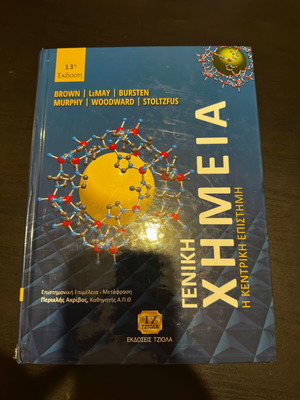 13η
Έκδοση
BROWN | LeMAY | BURSTEN
MURPHY | WOODWARD | STOLTZFUS
ΓΕΝΙΚΗ
ΧΗΜΕΙΑ
Η ΚΕΝΤΡΙΚΗ ΕΠΙΣΤΗΜΗ
Επιστημονική Επιμέλεια - Μετάφραση
Περικλής Ακρίβος, Καθηγητής Α.Π.Θ
ΤΖΙΟΛΑ
ΕΚΔΟΣΕΙΣ ΤΖΙΟΛΑ